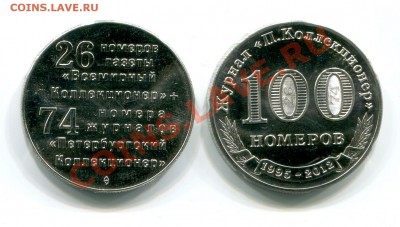 COINS.LAVE.RU
26 номеров
газеты
«Всемирный
Коллекционер» +
74 номера
журналов
«Петербургский
Коллекционер»
Журнал «П.Коллекционер»
100
НОМЕРОВ
1995-2012